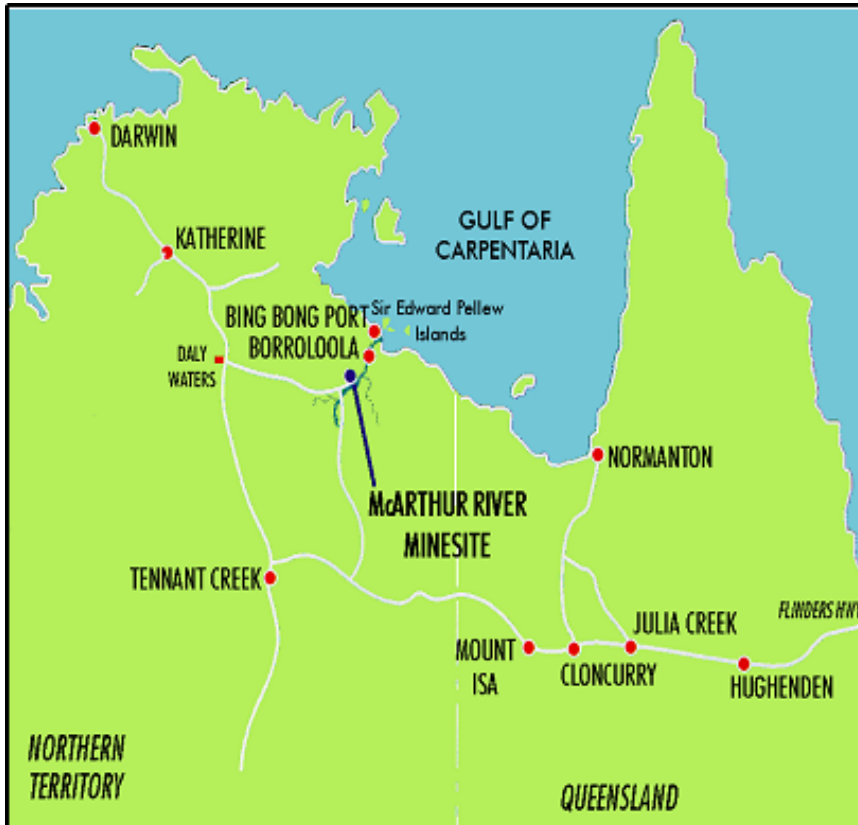 DARWIN
GULF OF
CARPENTARIA
KATHERINE
BING BONG PORT
Sir Edward Pellew
Islands
BORROLOOLA
DALY
WATERS
NORMANTON
McARTHUR RIVER
MINESITE
TENNANT CREEK
FLINDERS HWY
JULIA CREEK
MOUNT
ISA
CLONCURRY
HUGHENDEN
NORTHERN
TERRITORY
QUEENSLAND